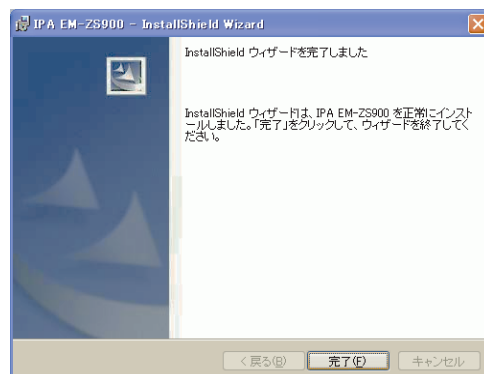 IPA EM-ZS900 - InstallShield Wizard
InstallShield ウィザードを完了しました
InstallShield ウィザードは、IPA EM-ZS900 を正常にインスト
ールしました。「完了」をクリックして、ウィザードを終了してく
ださい。
< 戻る(B)
完了(F)
キャンセル